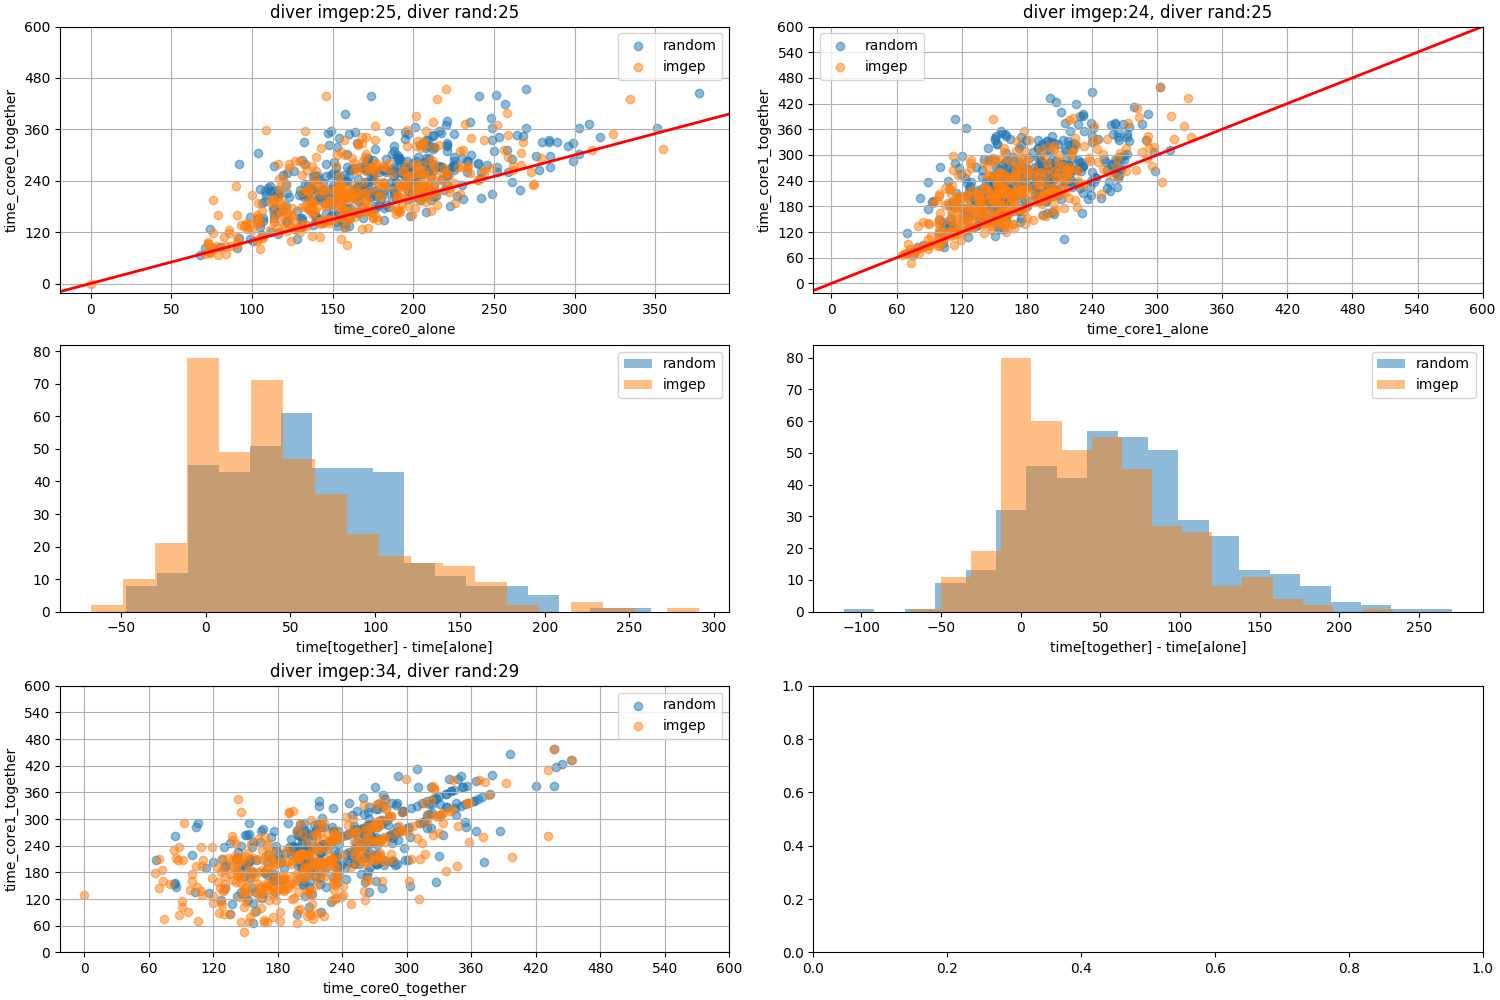 diver imgep:25, diver rand:25
time_core0_together
600
480
360
240
120
0
random
imgep
0 50 100 150 200 250 300 350
time_core0_alone
diver imgep:24, diver rand:25
time_core1_together
600
540
480
420
360
300
240
180
120
60
0
random
imgep
0 60 120 180 240 300 360 420 480 540 600
time_core1_alone
80
70
60
50
40
30
20
10
0
random
imgep
−50 0 50 100 150 200 250 300
time[together] - time[alone]
80
70
60
50
40
30
20
10
0
random
imgep
−100 −50 0 50 100 150 200 250
time[together] - time[alone]
diver imgep:34, diver rand:29
time_core1_together
600
540
480
420
360
300
240
180
120
60
0
random
imgep
0 60 120 180 240 300 360 420 480 540 600
time_core0_together
1.0
0.8
0.6
0.4
0.2
0.0
0.0 0.2 0.4 0.6 0.8 1.0